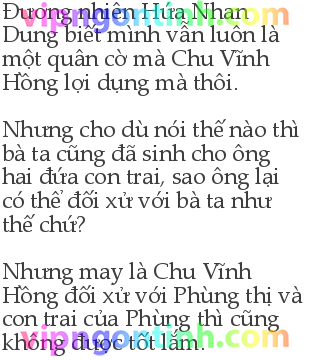 Đương nhiên Hứa Nhan
Dung biết mình vẫn luôn là
một quân cờ mà Chu Vĩnh
Hồng lợi dụng mà thôi.
Nhưng cho dù nói thế nào thì
bà ta cũng đã sinh cho ông
hai đứa con trai, sao ông lại
có thể đối xử với bà ta như
thế chứ?
Nhưng may là Chu Vĩnh
Hồng đối xử với Phùng thị và
con trai của Phùng thì cũng
không được tốt lắm.
vipngontinh.com